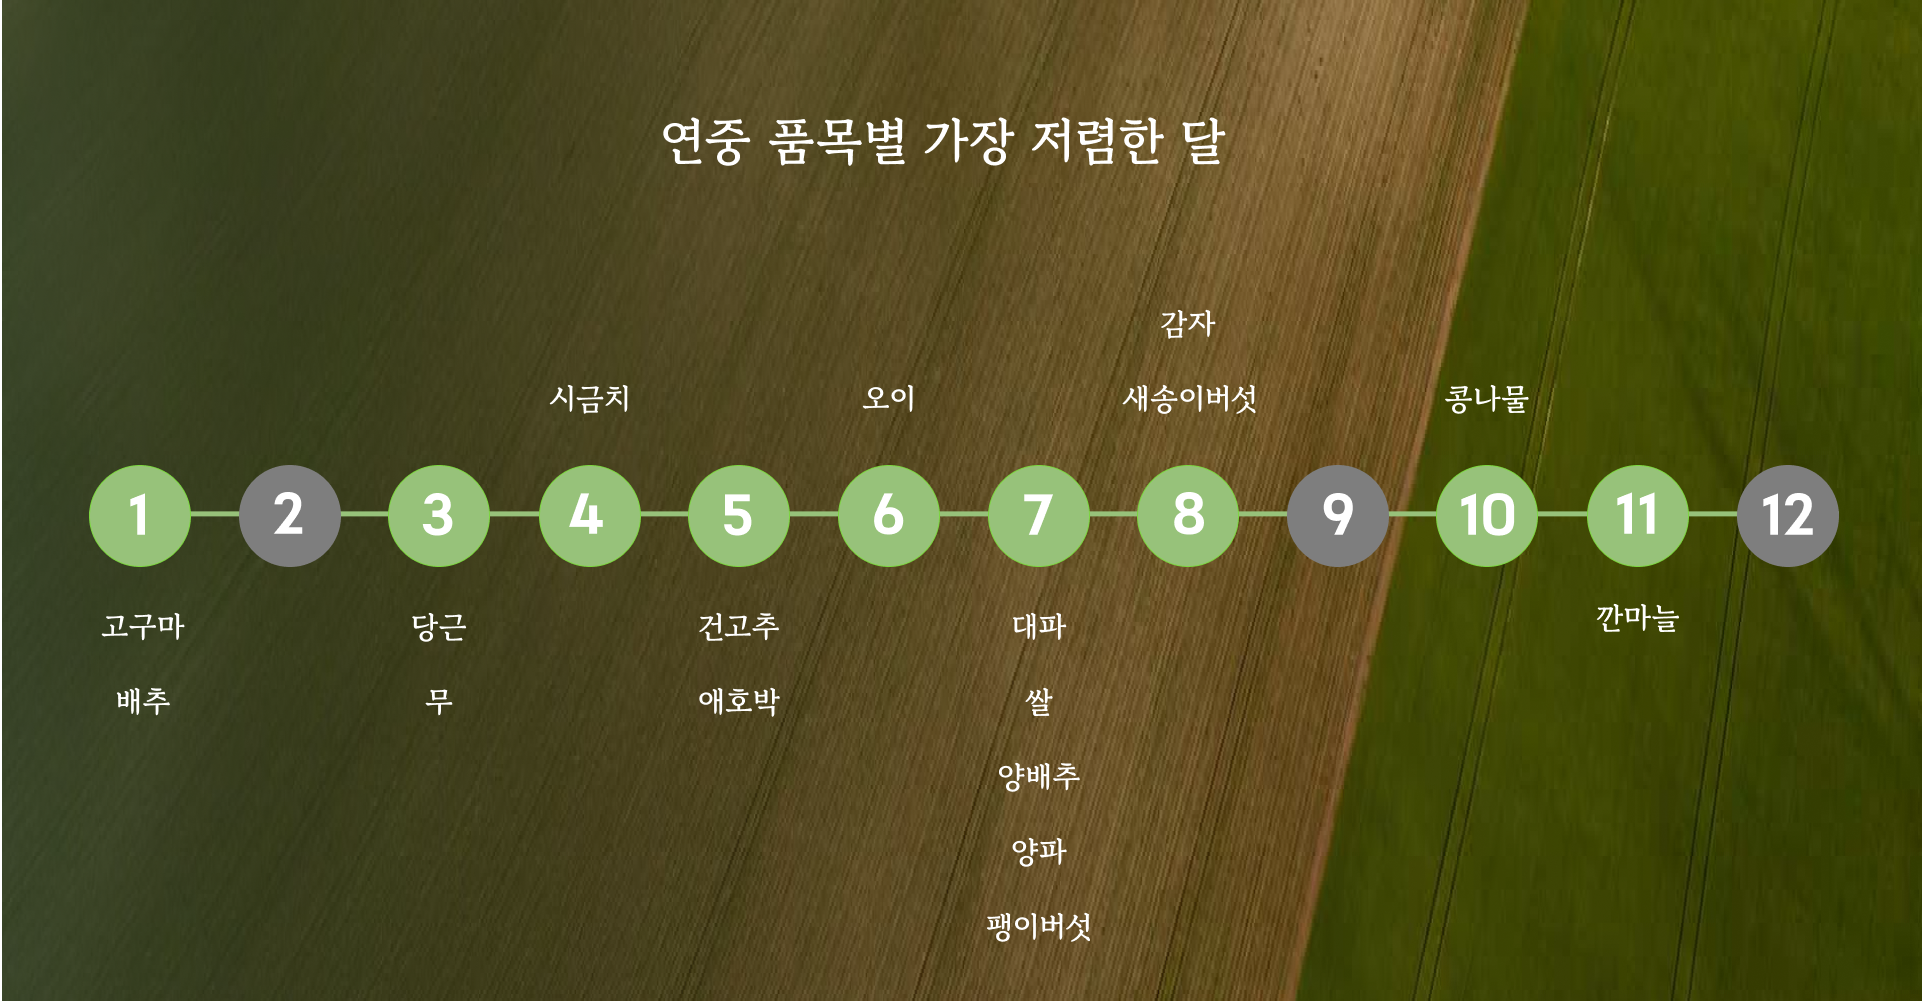 연중 품목별 가장 저렴한 달
감자
시금치
오이
새송이버섯
콩나물
1
2
3
4
5
6
7
8
9
10
11
12
고구마
당근
건고추
대파
깐마늘
배추
무
애호박
쌀
양배추
양파
팽이버섯